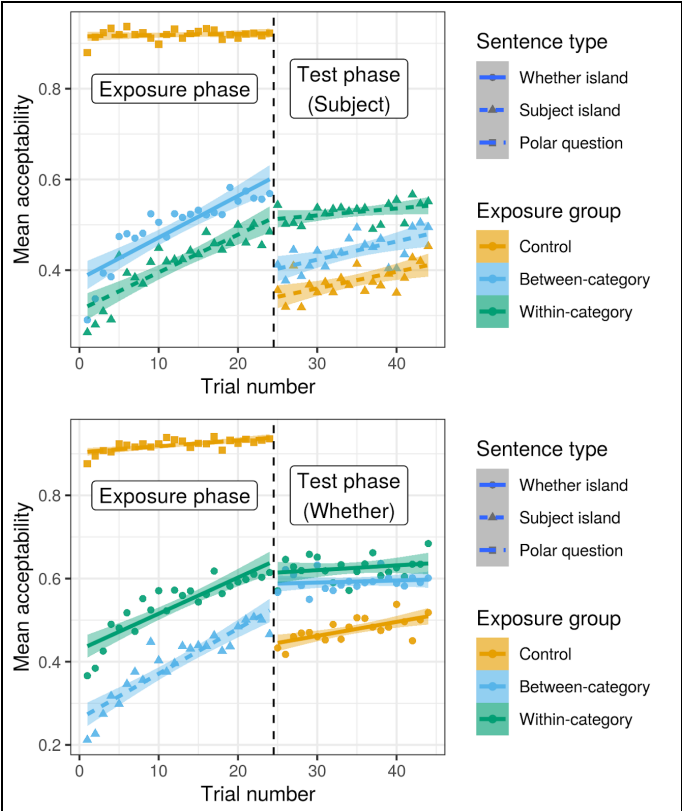 Mean acceptability
0.8
0.6
0.4
Exposure phase
Test phase
(Subject)
0
10
20
30
40
Trial number
Sentence type
Whether island
Subject island
Polar question
Exposure group
Control
Between-category
Within-category
Mean acceptability
0.8
0.6
0.4
0.2
Exposure phase
Test phase
(Whether)
0
10
20
30
40
Trial number
Sentence type
Whether island
Subject island
Polar question
Exposure group
Control
Between-category
Within-category